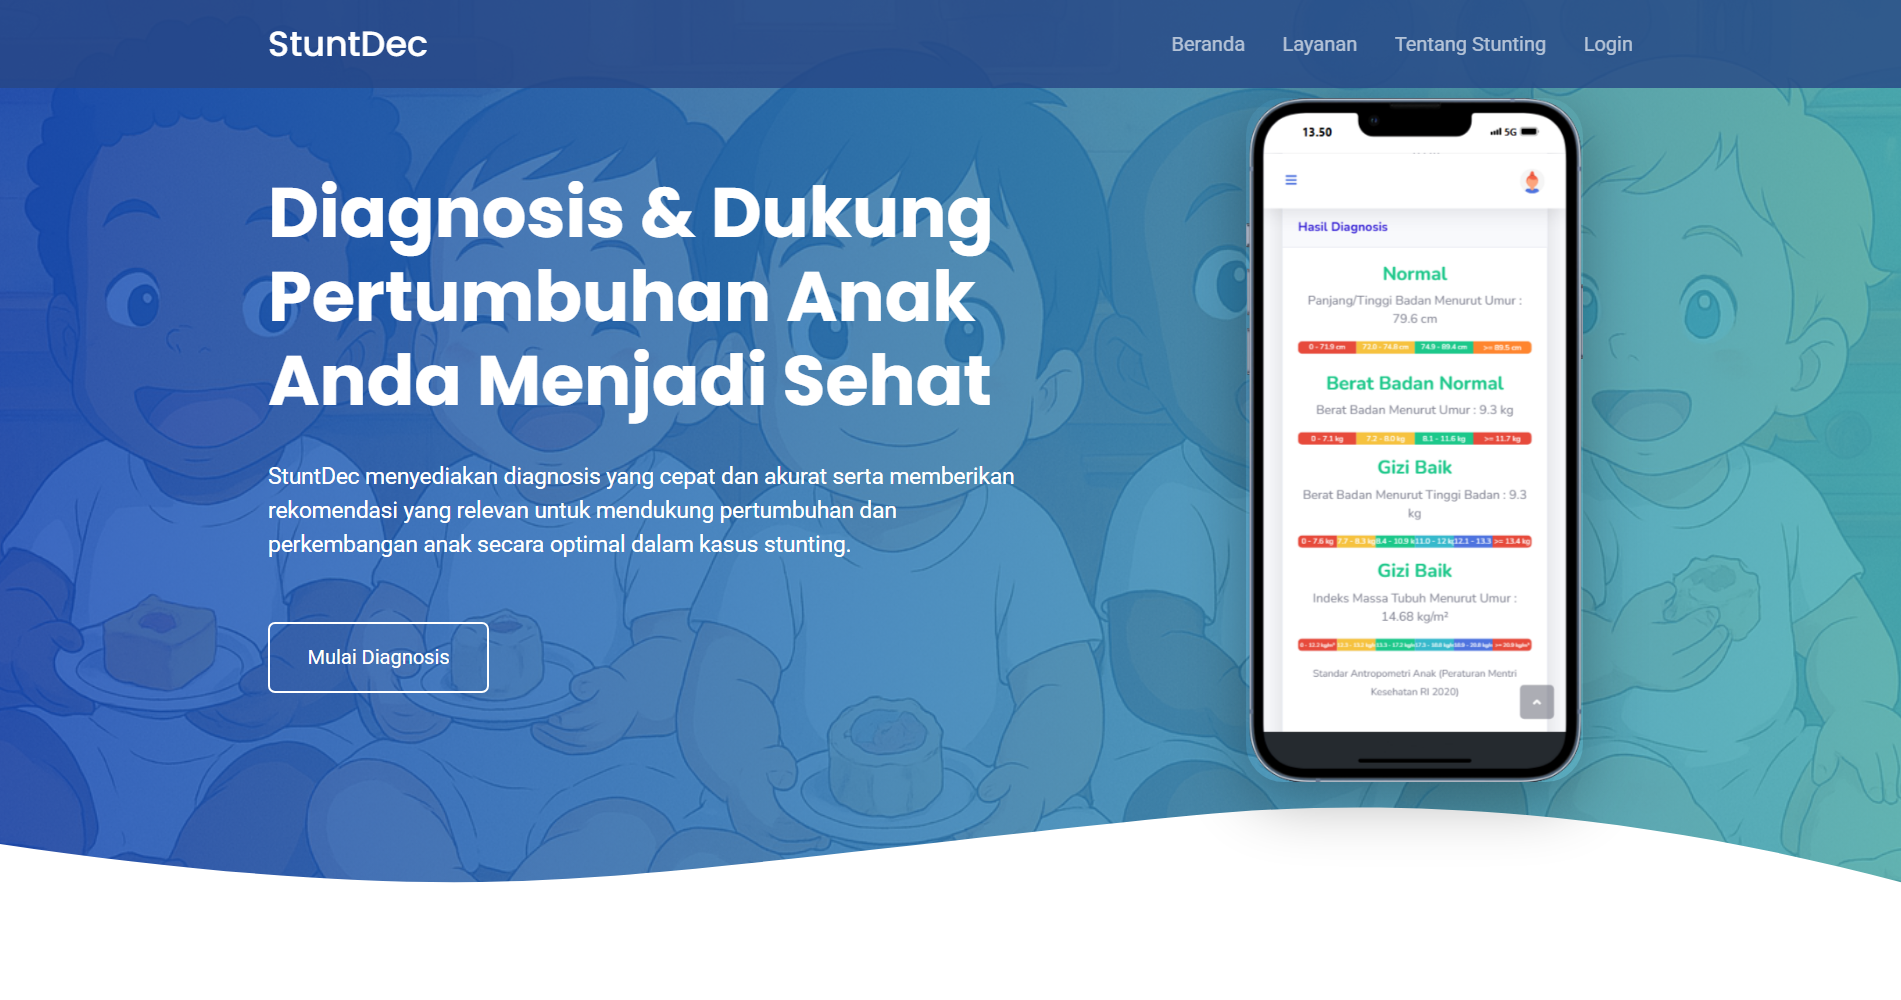 StuntDec
Beranda Layanan Tentang Stunting Login
Diagnosis & Dukung
Pertumbuhan Anak
Anda Menjadi Sehat
StuntDec menyediakan diagnosis yang cepat dan akurat serta memberikan
rekomendasi yang relevan untuk mendukung pertumbuhan dan
perkembangan anak secara optimal dalam kasus stunting.
Mulai Diagnosis
13.50 5G
Hasil Diagnosis
Normal
Panjang/Tinggi Badan Menurut Umur :
79.6 cm
0 - 71.9 cm 72.0 - 74.8 cm 74.9 - 89.4 cm >= 89.5 cm
Berat Badan Normal
Berat Badan Menurut Umur : 9.3 kg
0 - 7.1 kg 7.2 - 8.0 kg 8.1 - 11.6 kg >= 11.7 kg
Gizi Baik
Berat Badan Menurut Tinggi Badan : 9.3
kg
0 - 7.6 kg 7.7 - 8.3 kg 8.4 - 10.9 k 11.0 - 12 kg 12.1 - 13.3 >= 13.4 kg
Gizi Baik
Indeks Massa Tubuh Menurut Umur :
14.68 kg/m²
Standar Antropometri Anak (Peraturan Mentri
Kesehatan RI 2020)